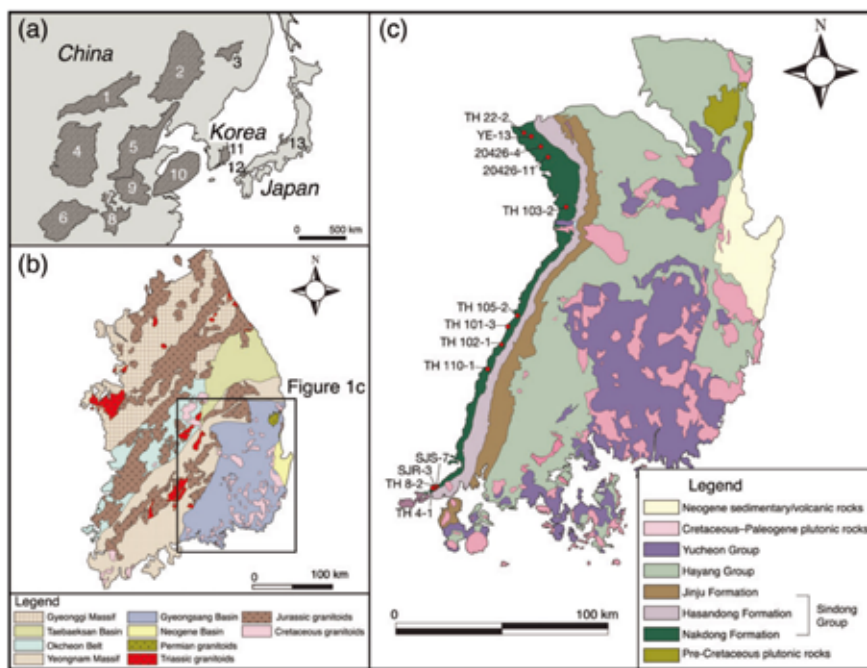 (a)
China
1
2
3
4
5
6
7
8
9
10
Korea
11
12
13
Japan
0 500 km
(b)
N
Figure 1c
0 100 km
Legend
Gyeonggi Massif
Taebaeksan Basin
Okcheon Belt
Yeongnam Massif
Gyeongsang Basin
Neogene Basin
Permian granitoids
Triassic granitoids
Jurassic granitoids
Cretaceous granitoids
(c)
N
TH 22-2
YE-13
20426-4
20426-11
TH 103-2
TH 105-2
TH 101-3
TH 102-1
TH 110-1
SJS-7
SJR-3
TH 8-2
TH 4-1
0 100 km
Legend
Neogene sedimentary/volcanic rocks
Cretaceous–Paleogene plutonic rocks
Yucheon Group
Hayang Group
Jinju Formation
Hasandong Formation
Nakdong Formation
Sindong
Group
Pre-Cretaceous plutonic rocks